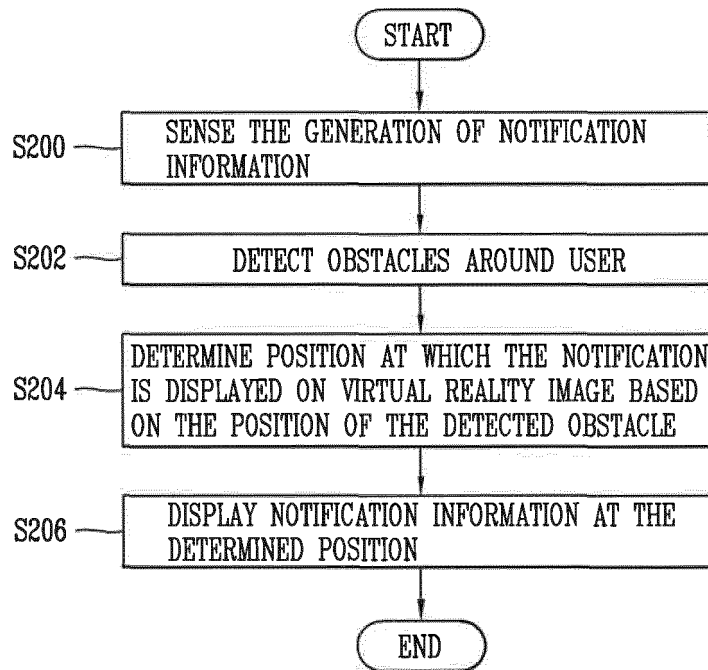 START
S200
SENSE THE GENERATION OF NOTIFICATION
INFORMATION
S202
DETECT OBSTACLES AROUND USER
S204
DETERMINE POSITION AT WHICH THE NOTIFICATION
IS DISPLAYED ON VIRTUAL REALITY IMAGE BASED
ON THE POSITION OF THE DETECTED OBSTACLE
S206
DISPLAY NOTIFICATION INFORMATION AT THE
DETERMINED POSITION
END